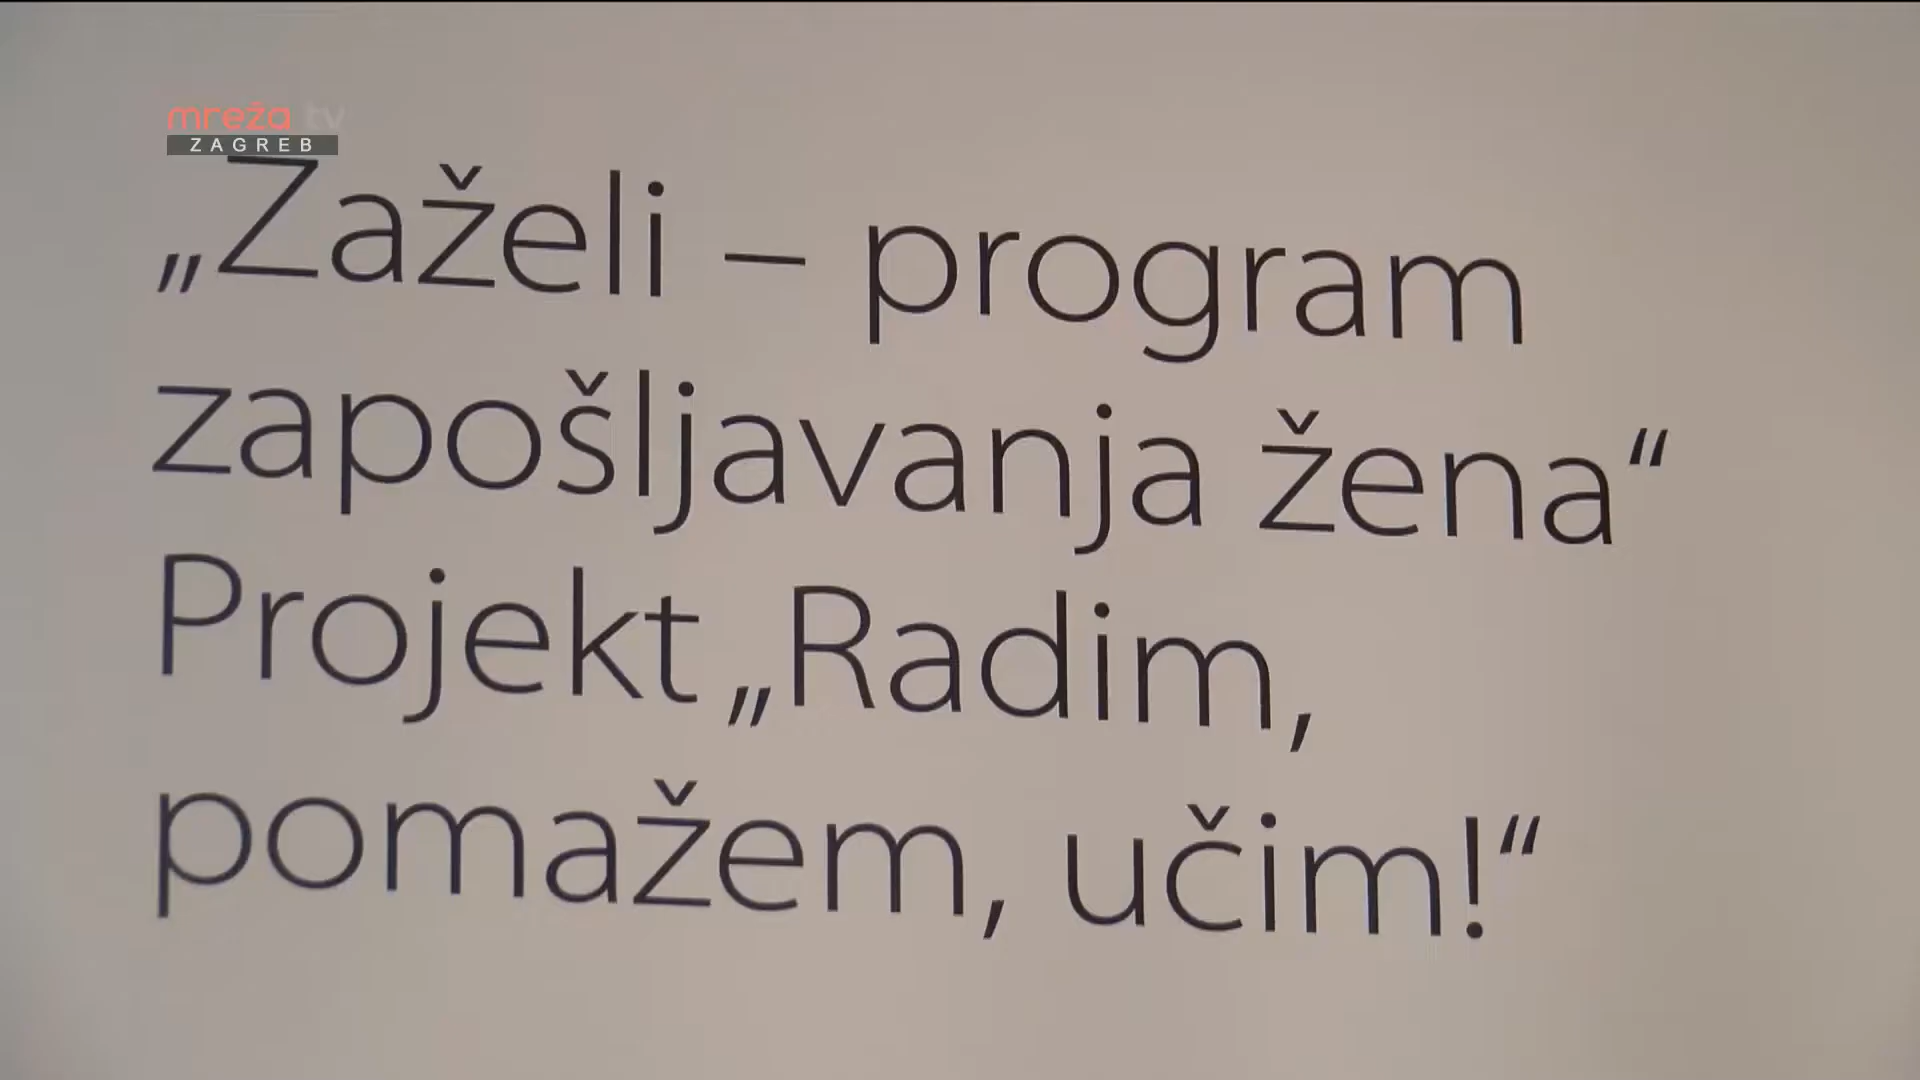 mreža tv
ZAGREB
„Zaželi – program
zapošljavanja žena“
Projekt „Radim,
pomažem, učim!“